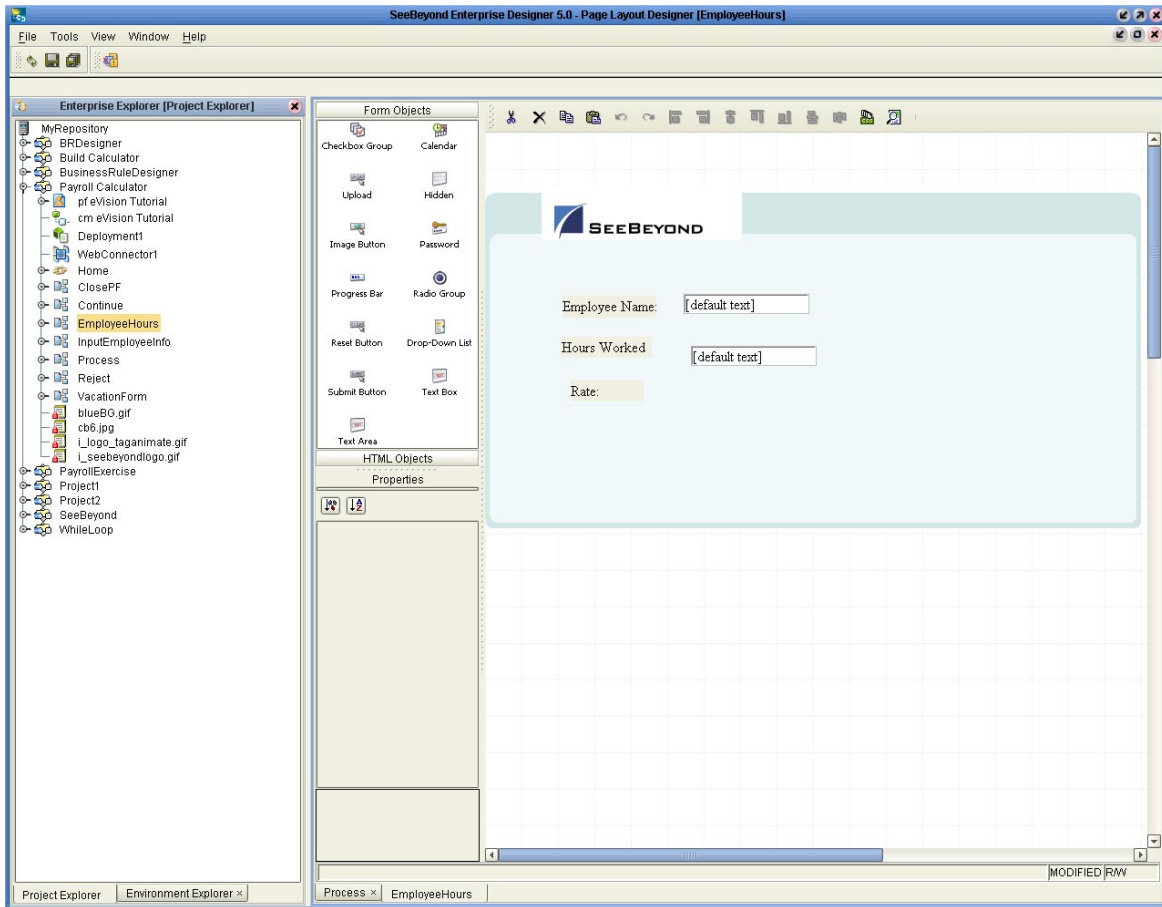 SeeBeyond Enterprise Designer 5.0 - Page Layout Designer [EmployeeHours]
File Tools View Window Help
Enterprise Explorer [Project Explorer]
MyRepository
BRDesigner
Build Calculator
BusinessRuleDesigner
Payroll Calculator
pf eVision Tutorial
cm eVision Tutorial
Deployment1
WebConnector1
Home
ClosePF
Continue
EmployeeHours
InputEmployeeInfo
Process
Reject
VacationForm
blueBG.gif
cb6.jpg
i_logo_taganimate.gif
i_seebeyondlogo.gif
PayrollExercise
Project1
Project2
SeeBeyond
WhileLoop
Project Explorer
Environment Explorer ×
Form Objects
Checkbox Group Calendar
Upload Hidden
Image Button Password
Progress Bar Radio Group
Reset Button Drop-Down List
Submit Button Text Box
Text Area
HTML Objects
Properties
SEEBEYOND
Employee Name: [default text]
Hours Worked [default text]
Rate:
MODIFIED R/W
Process × EmployeeHours